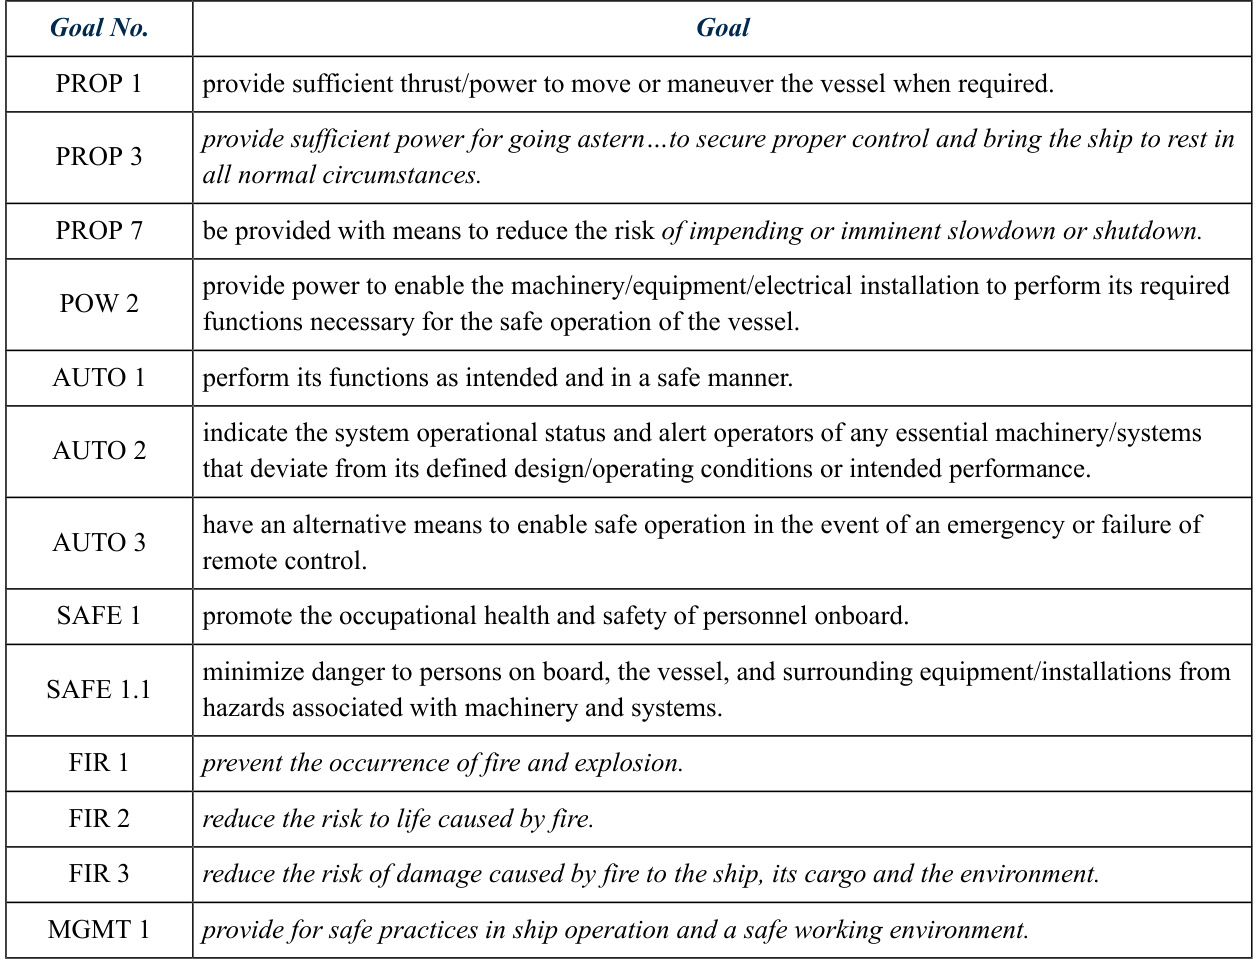 Goal No.
Goal
PROP 1
provide sufficient thrust/power to move or maneuver the vessel when required.
PROP 3
provide sufficient power for going astern…to secure proper control and bring the ship to rest in
all normal circumstances.
PROP 7
be provided with means to reduce the risk of impending or imminent slowdown or shutdown.
POW 2
provide power to enable the machinery/equipment/electrical installation to perform its required
functions necessary for the safe operation of the vessel.
AUTO 1
perform its functions as intended and in a safe manner.
AUTO 2
indicate the system operational status and alert operators of any essential machinery/systems
that deviate from its defined design/operating conditions or intended performance.
AUTO 3
have an alternative means to enable safe operation in the event of an emergency or failure of
remote control.
SAFE 1
promote the occupational health and safety of personnel onboard.
SAFE 1.1
minimize danger to persons on board, the vessel, and surrounding equipment/installations from
hazards associated with machinery and systems.
FIR 1
prevent the occurrence of fire and explosion.
FIR 2
reduce the risk to life caused by fire.
FIR 3
reduce the risk of damage caused by fire to the ship, its cargo and the environment.
MGMT 1
provide for safe practices in ship operation and a safe working environment.